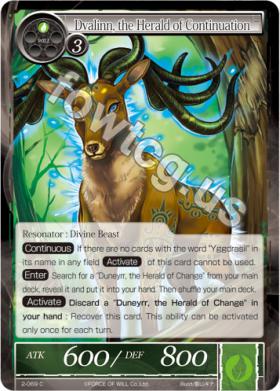 Dvalinn, the Herald of Continuation
3
Resonator : Divine Beast
Continuous If there are no cards with the word "Yggdrasil" in
its name in any field Activate of this card cannot be used.
Enter Search for a "Duneyrr, the Herald of Change" from your main
deck, reveal it and put it into your hand. Then shuffle your main deck.
Activate Discard a "Duneyrr, the Herald of Change" in
your hand : Recover this card. This ability can be activated
only once per turn.
ATK 600/ DEF 800
2-069 C ©FORCE OF WILL Co.,Ltd.
fowtcg.us